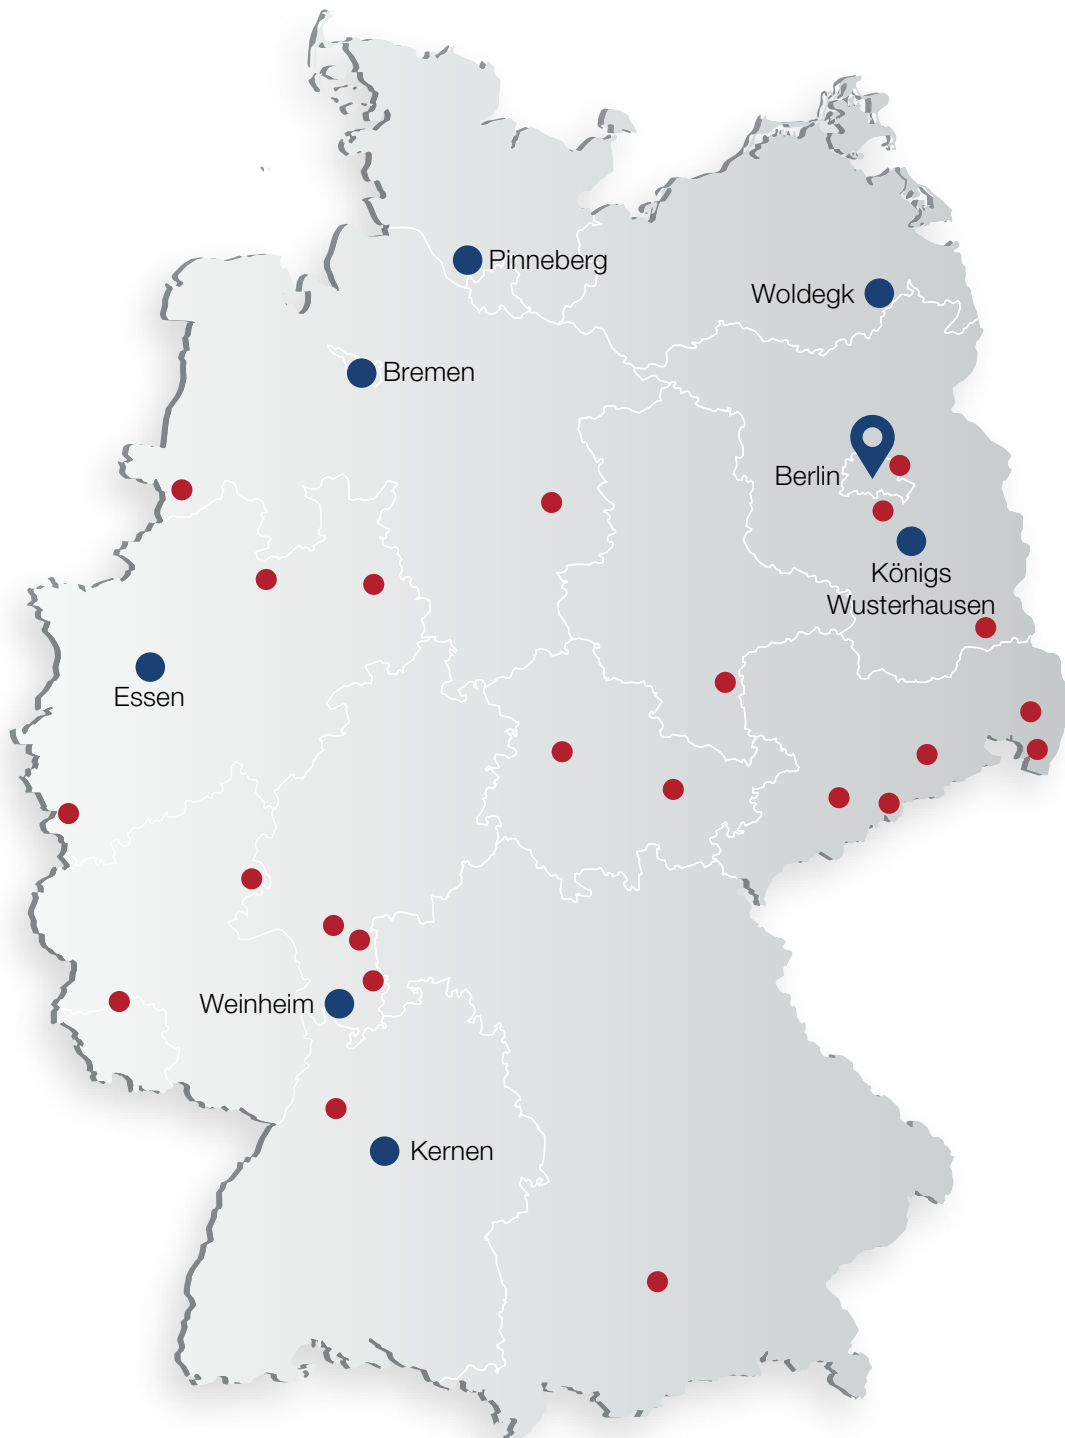 Pinneberg
Woldegk
Bremen
Berlin
Königs
Wusterhausen
Essen
Weinheim
Kernen